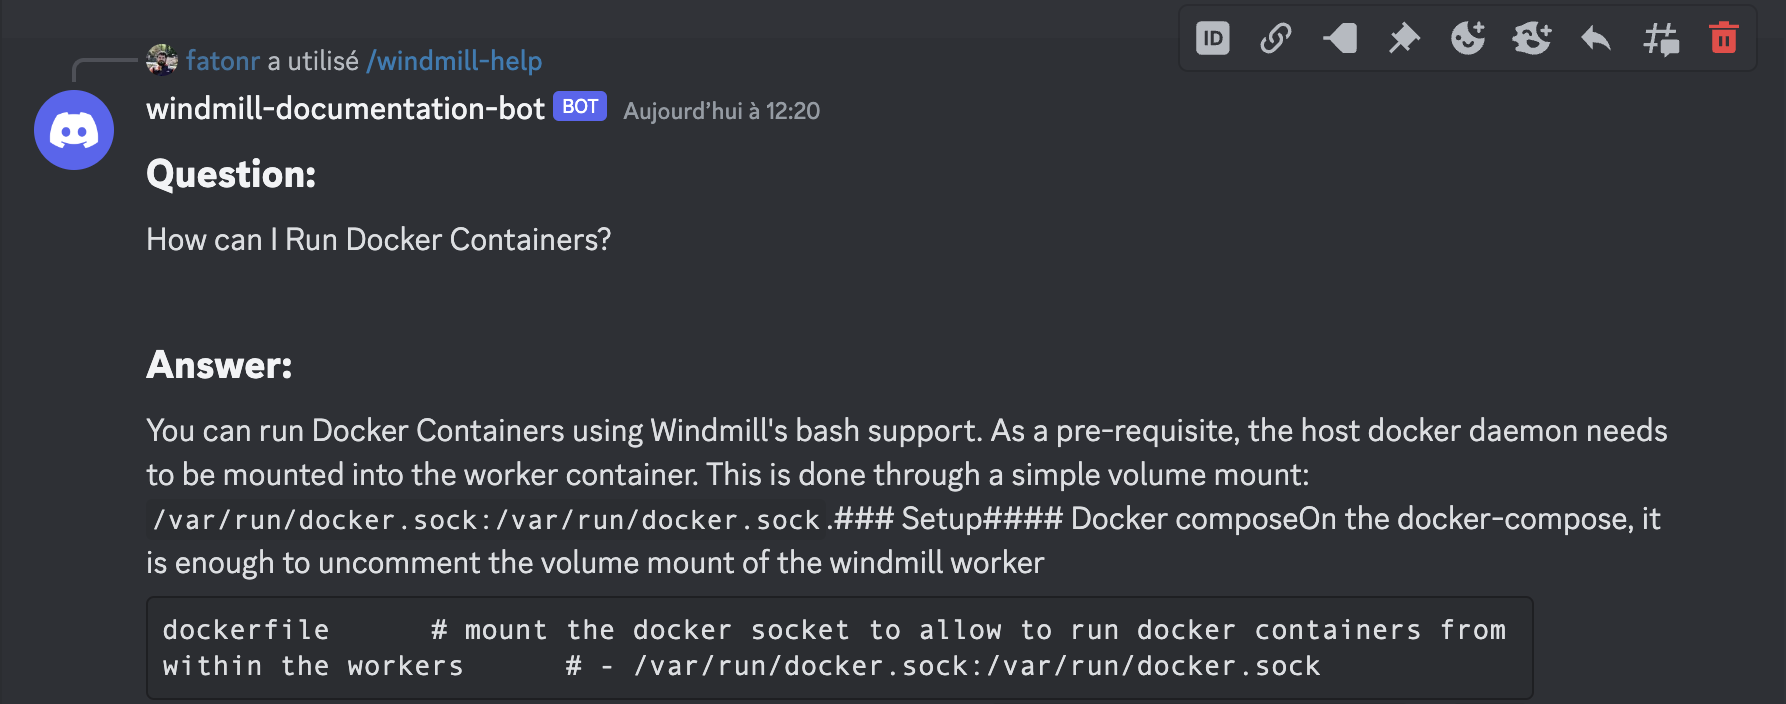 ID
fatonr a utilisé /windmill-help
windmill-documentation-bot BOT Aujourd’hui à 12:20
Question:
How can I Run Docker Containers?
Answer:
You can run Docker Containers using Windmill's bash support. As a pre-requisite, the host docker daemon needs
to be mounted into the worker container. This is done through a simple volume mount:
/var/run/docker.sock:/var/run/docker.sock.### Setup#### Docker composeOn the docker-compose, it
is enough to uncomment the volume mount of the windmill worker
dockerfile      # mount the docker socket to allow to run docker containers from
within the workers      # - /var/run/docker.sock:/var/run/docker.sock